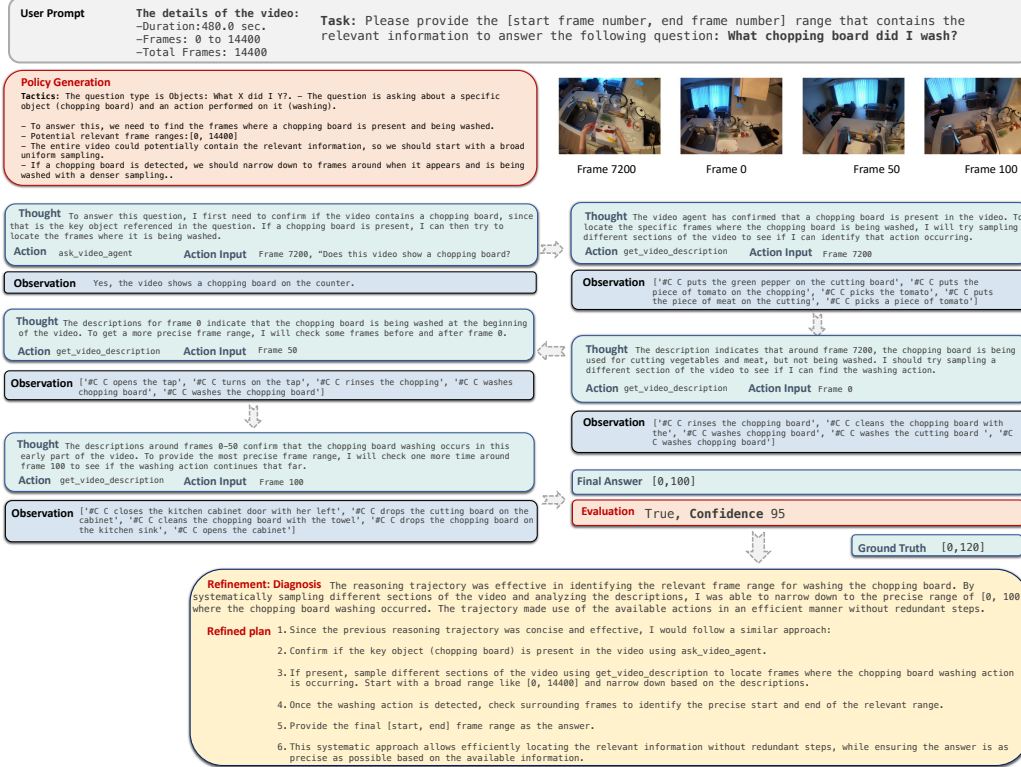 User Prompt
The details of the video:
–Duration:480.0 sec.
–Frames: 0 to 14400
–Total Frames: 14400
Task: Please provide the [start frame number, end frame number] range that contains the
relevant information to answer the following question: What chopping board did I wash?
Policy Generation
Tactics: The question type is Objects: What X did I Y?. – The question is asking about a specific
object (chopping board) and an action performed on it (washing).
– To answer this, we need to find the frames where a chopping board is present and being washed.
– Potential relevant frame ranges:[0, 14400]
– The entire video could potentially contain the relevant information, so we should start with a broad
uniform sampling.
– If a chopping board is detected, we should narrow down to frames around when it appears and is being
washed with a denser sampling..
Frame 7200
Frame 0
Frame 50
Frame 100
Thought To answer this question, I first need to confirm if the video contains a chopping board, since
that is the key object referenced in the question. If a chopping board is present, I can then try to
locate the frames where it is being washed.
Action ask_video_agent Action Input Frame 7200, “Does this video show a chopping board?
Observation Yes, the video shows a chopping board on the counter.
Thought The video agent has confirmed that a chopping board is present in the video. To
locate the specific frames where the chopping board is being washed, I will try sampling
different sections of the video to see if I can identify that action occurring.
Action get_video_description Action Input Frame 7200
Observation ['#C C puts the green pepper on the cutting board', '#C C puts the
piece of tomato on the chopping', '#C C picks the tomato', '#C C puts
the piece of meat on the cutting', '#C C picks a piece of tomato']
Thought The description indicates that around frame 7200, the chopping board is being
used for cutting vegetables and meat, but not being washed. I should try sampling a
different section of the video to see if I can find the washing action.
Action get_video_description Action Input Frame 0
Observation ['#C C rinses the chopping board', '#C C cleans the chopping board with
the', '#C C washes chopping board', '#C C washes the cutting board ', '#C
C washes chopping board']
Thought The descriptions for frame 0 indicate that the chopping board is being washed at the beginning
of the video. To get a more precise frame range, I will check some frames before and after frame 0.
Action get_video_description Action Input Frame 50
Observation ['#C C opens the tap', '#C C turns on the tap', '#C C rinses the chopping', '#C C washes
chopping board', '#C C washes the chopping board']
Thought The descriptions around frames 0–50 confirm that the chopping board washing occurs in this
early part of the video. To provide the most precise frame range, I will check one more time around
frame 100 to see if the washing action continues that far.
Action get_video_description Action Input Frame 100
Observation ['#C C closes the kitchen cabinet door with her left', '#C C drops the cutting board on the
cabinet', '#C C cleans the chopping board with the towel', '#C C drops the chopping board on
the kitchen sink', '#C C opens the cabinet']
Final Answer [0,100]
Evaluation True, Confidence 95
Ground Truth [0,120]
Refinement: Diagnosis The reasoning trajectory was effective in identifying the relevant frame range for washing the chopping board. By
systematically sampling different sections of the video and analyzing the descriptions, I was able to narrow down to the precise range of [0, 100
where the chopping board washing occurred. The trajectory made use of the available actions in an efficient manner without redundant steps.
Refined plan 1. Since the previous reasoning trajectory was concise and effective, I would follow a similar approach:
2. Confirm if the key object (chopping board) is present in the video using ask_video_agent.
3. If present, sample different sections of the video using get_video_description to locate frames where the chopping board washing action
is occurring. Start with a broad range like [0, 14400] and narrow down based on the descriptions.
4. Once the washing action is detected, check surrounding frames to identify the precise start and end of the relevant range.
5. Provide the final [start, end] frame range as the answer.
6. This systematic approach allows efficiently locating the relevant information without redundant steps, while ensuring the answer is as
precise as possible based on the available information.